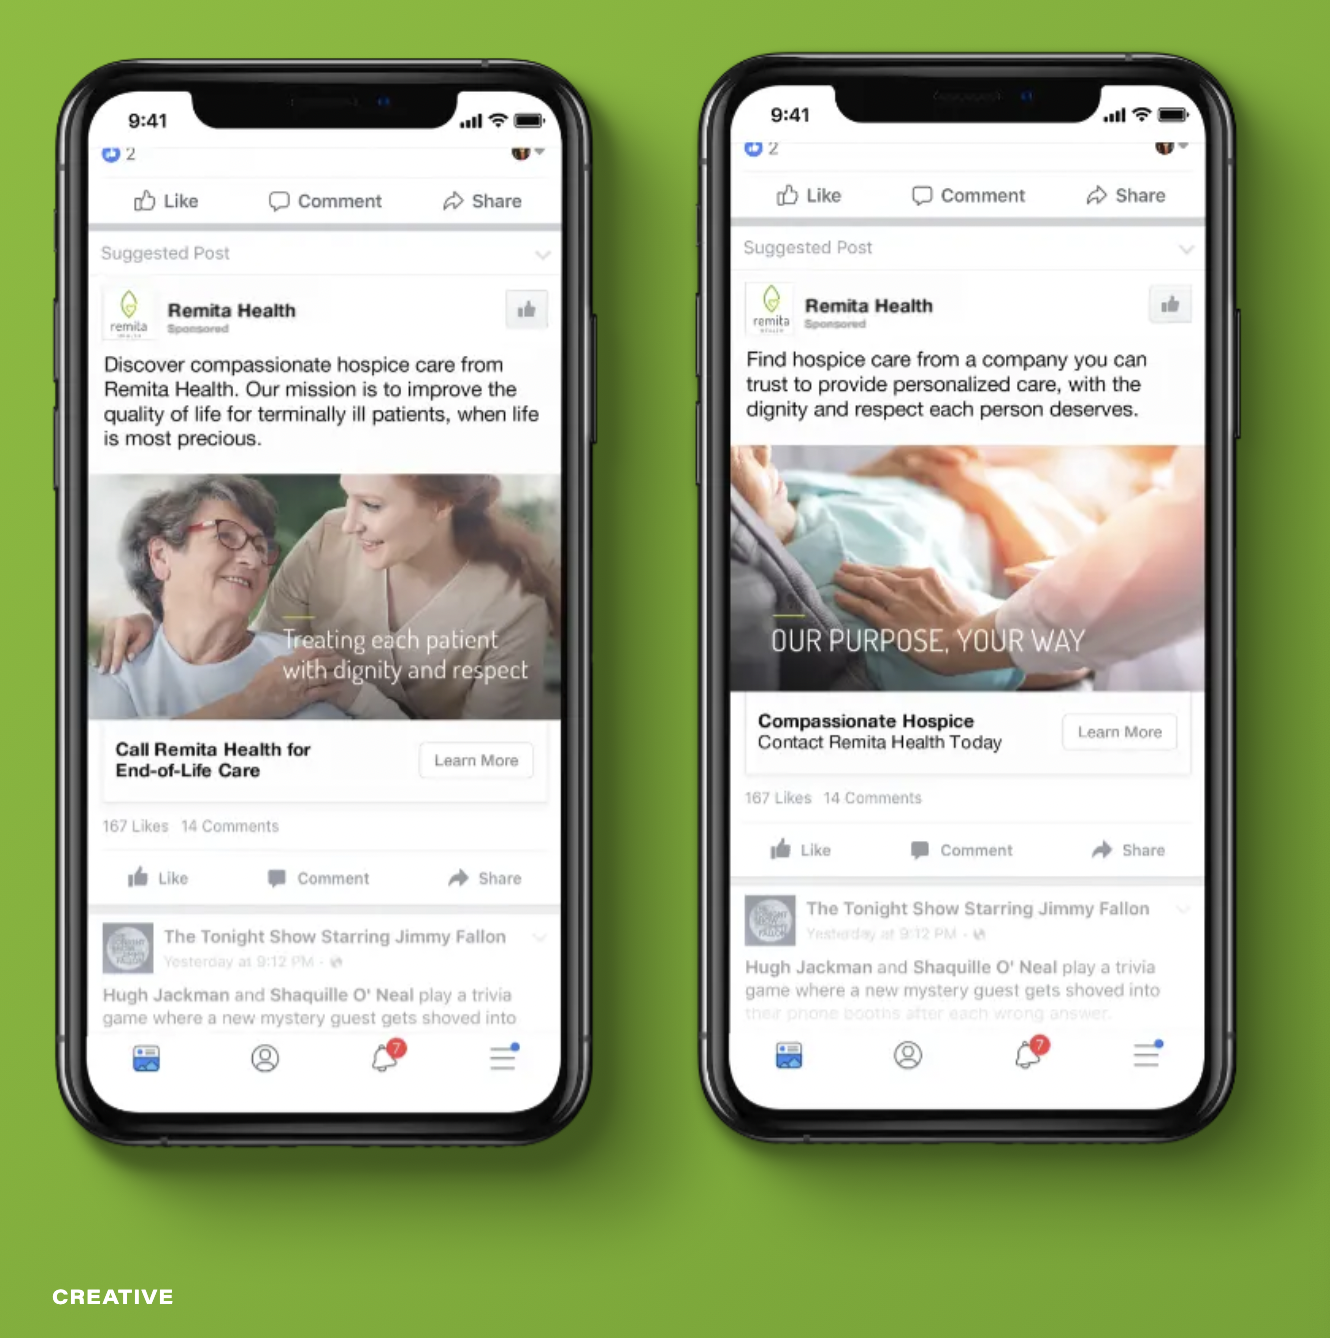 9:41
2
Like Comment Share
Suggested Post
remita
HEALTH
Remita Health
Sponsored
Discover compassionate hospice care from
Remita Health. Our mission is to improve the
quality of life for terminally ill patients, when life
is most precious.
Treating each patient
with dignity and respect
Call Remita Health for
End-of-Life Care
Learn More
167 Likes 14 Comments
Like Comment Share
THE TONIGHT SHOW
FALLON
The Tonight Show Starring Jimmy Fallon
Yesterday at 9:12 PM ·
Hugh Jackman and Shaquille O' Neal play a trivia
game where a new mystery guest gets shoved into
7
9:41
2
Like Comment Share
Suggested Post
remita
HEALTH
Remita Health
Sponsored
Find hospice care from a company you can
trust to provide personalized care, with the
dignity and respect each person deserves.
OUR PURPOSE, YOUR WAY
Compassionate Hospice
Contact Remita Health Today
Learn More
167 Likes 14 Comments
Like Comment Share
The Tonight Show Starring Jimmy Fallon
Yesterday at 9:12 PM ·
Hugh Jackman and Shaquille O' Neal play a trivia
game where a new mystery guest gets shoved into
their phone booths after each wrong answer.
7
CREATIVE